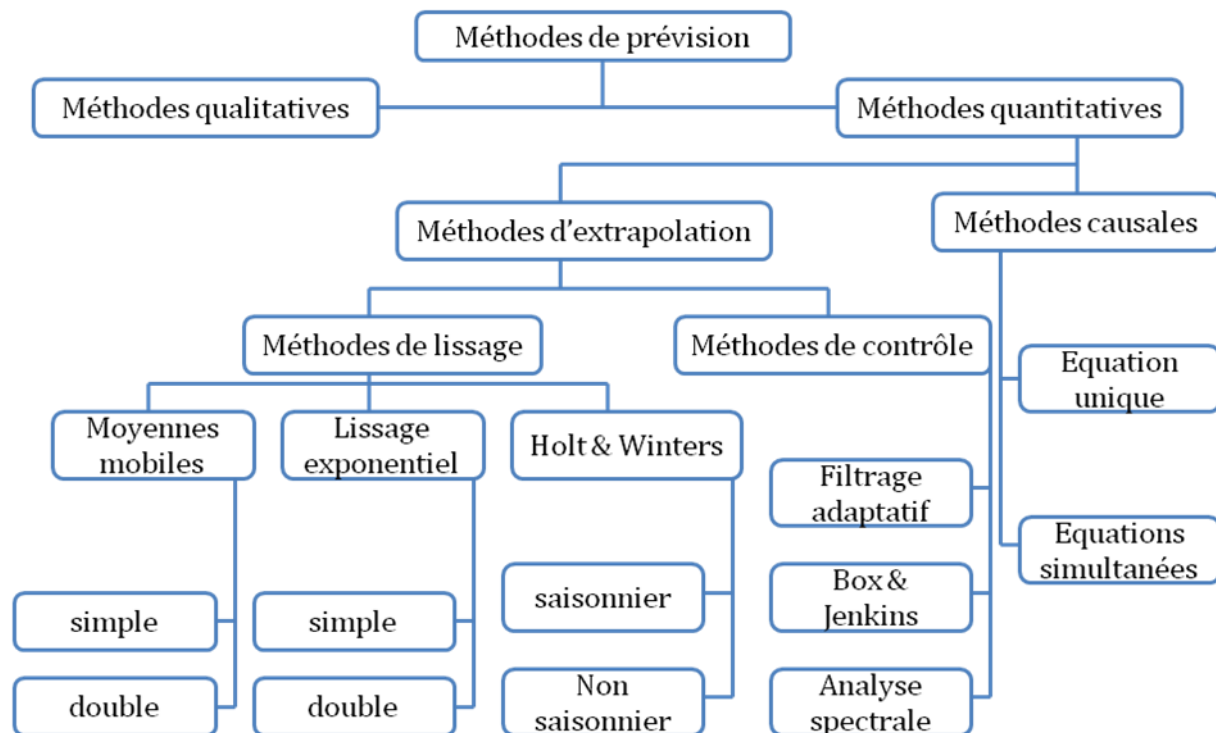 Méthodes de prévision
Méthodes qualitatives
Méthodes quantitatives
Méthodes d'extrapolation
Méthodes causales
Méthodes de lissage
Méthodes de contrôle
Equation
unique
Moyennes
mobiles
Lissage
exponentiel
Holt & Winters
Filtrage
adaptatif
Equations
simultanées
simple
simple
saisonnier
Box &
Jenkins
double
double
Non
saisonnier
Analyse
spectrale